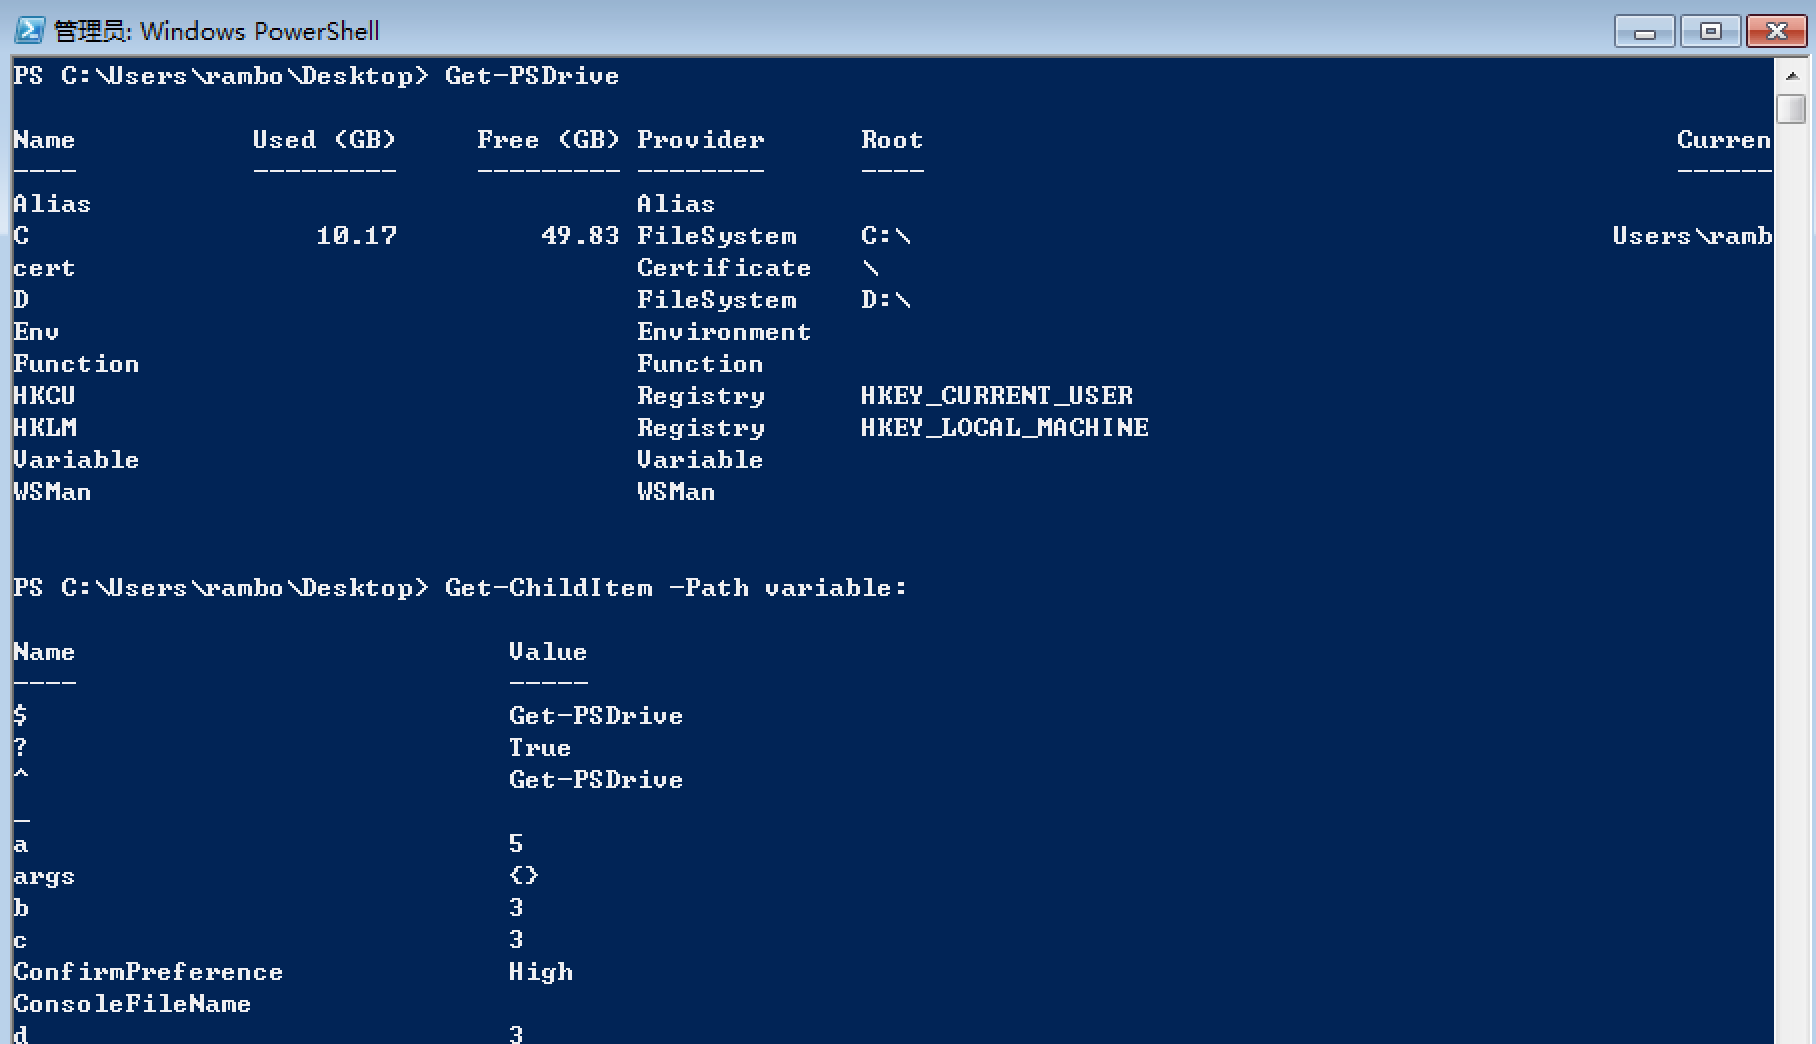 管理员: Windows PowerShell
PS C:\Users\rambo\Desktop> Get-PSDrive
Name Used (GB) Free (GB) Provider Root Curren
---- --------- --------- -------- ---- ------
Alias Alias
C 10.17 49.83 FileSystem C:\ Users\ramb
cert Certificate \
D FileSystem D:\
Env Environment
Function Function
HKCU Registry HKEY_CURRENT_USER
HKLM Registry HKEY_LOCAL_MACHINE
Variable Variable
WSMan WSMan
PS C:\Users\rambo\Desktop> Get-ChildItem -Path variable:
Name Value
---- -----
$ Get-PSDrive
? True
^ Get-PSDrive
_
a 5
args {}
b 3
c 3
ConfirmPreference High
ConsoleFileName
d 3